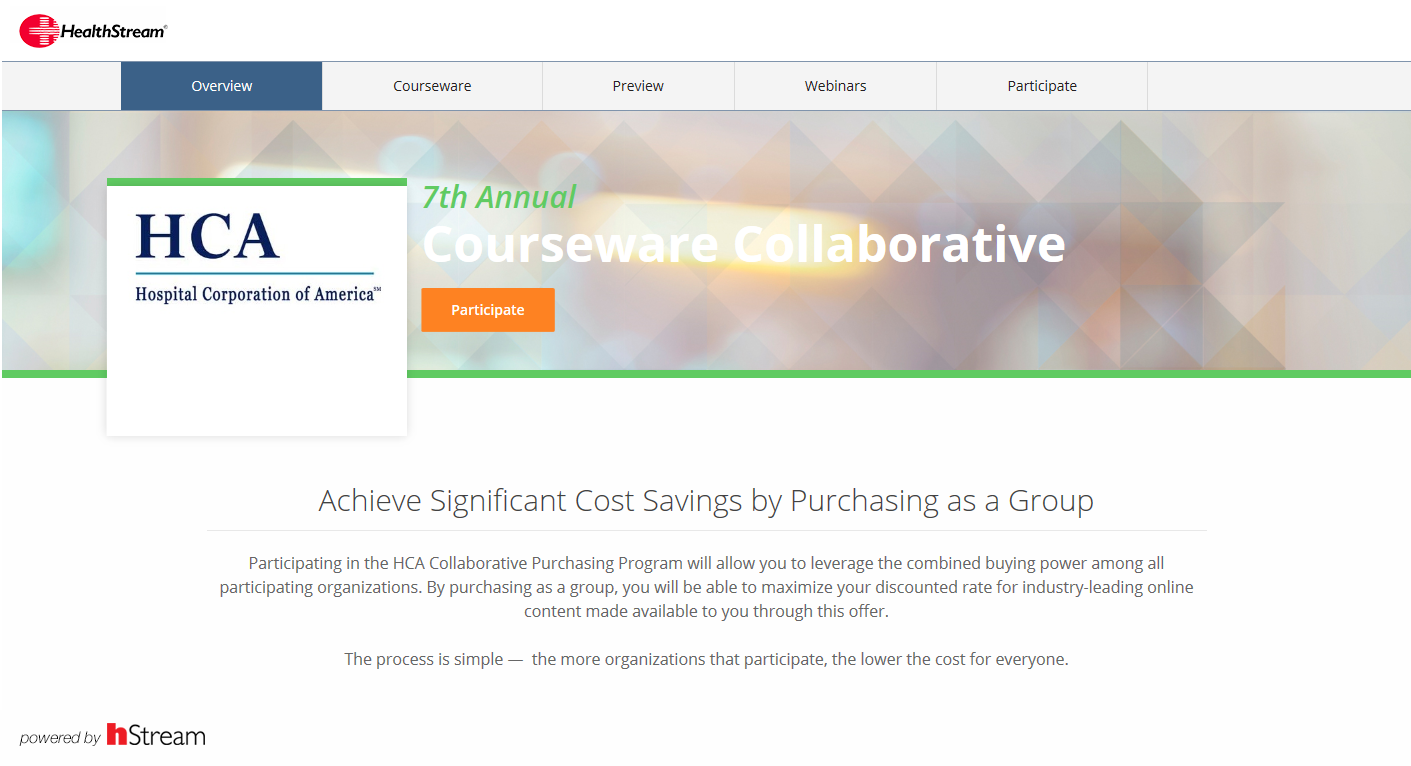 HealthStream®
Overview Courseware Preview Webinars Participate
HCA
Hospital Corporation of America℠
7th Annual
Courseware Collaborative
Participate
Achieve Significant Cost Savings by Purchasing as a Group
Participating in the HCA Collaborative Purchasing Program will allow you to leverage the combined buying power among all
participating organizations. By purchasing as a group, you will be able to maximize your discounted rate for industry-leading online
content made available to you through this offer.
The process is simple — the more organizations that participate, the lower the cost for everyone.
powered by hStream